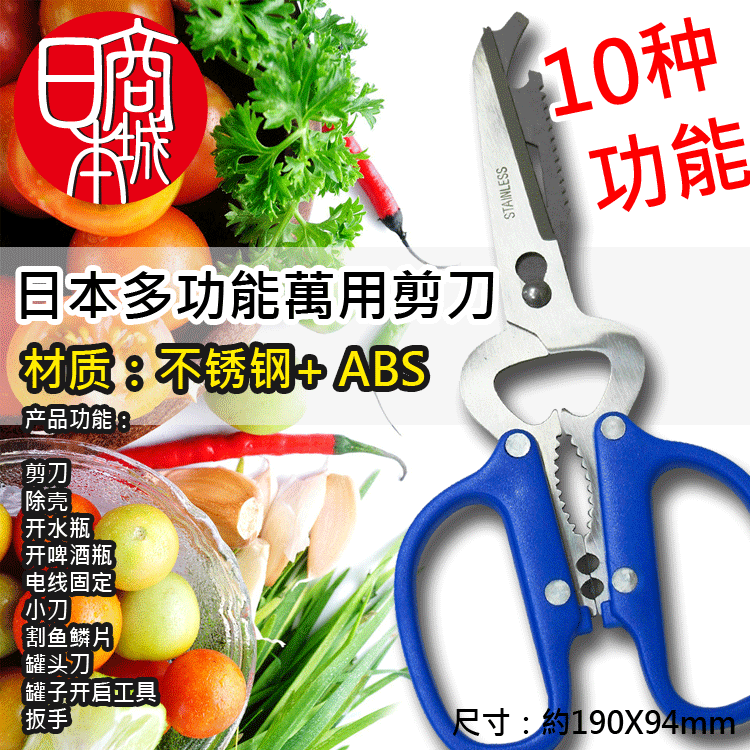 日本
商城
10种
功能
STAINLESS
日本多功能萬用剪刀
材质：不锈钢+ ABS
产品功能：
剪刀
除壳
开水瓶
开啤酒瓶
电线固定
小刀
割鱼鳞片
罐头刀
罐子开启工具
扳手
尺寸：約190X94mm